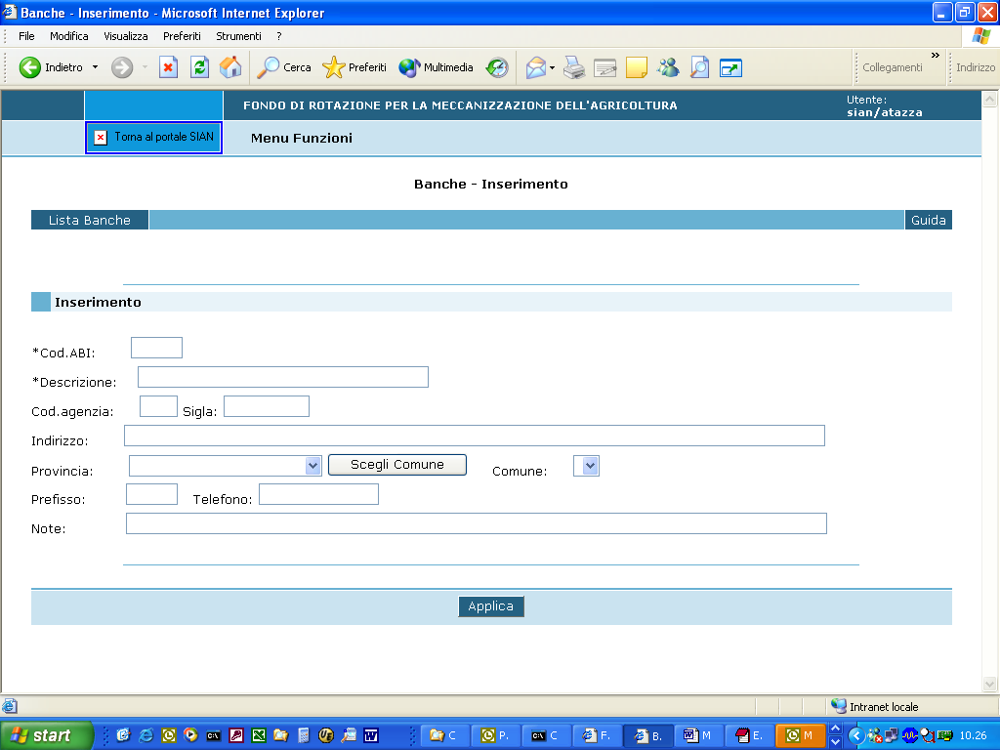 Banche - Inserimento - Microsoft Internet Explorer
File Modifica Visualizza Preferiti Strumenti ?
Indietro Cerca Preferiti Multimedia Collegamenti » Indirizzo
FONDO DI ROTAZIONE PER LA MECCANIZZAZIONE DELL'AGRICOLTURA
Utente:
sian/atazza
Torna al portale SIAN
Menu Funzioni
Banche - Inserimento
Lista Banche Guida
Inserimento
*Cod.ABI:
*Descrizione:
Cod.agenzia: Sigla:
Indirizzo:
Provincia: Scegli Comune Comune:
Prefisso: Telefono:
Note:
Applica
Intranet locale
start C P. C F. B. M E. M 10.26